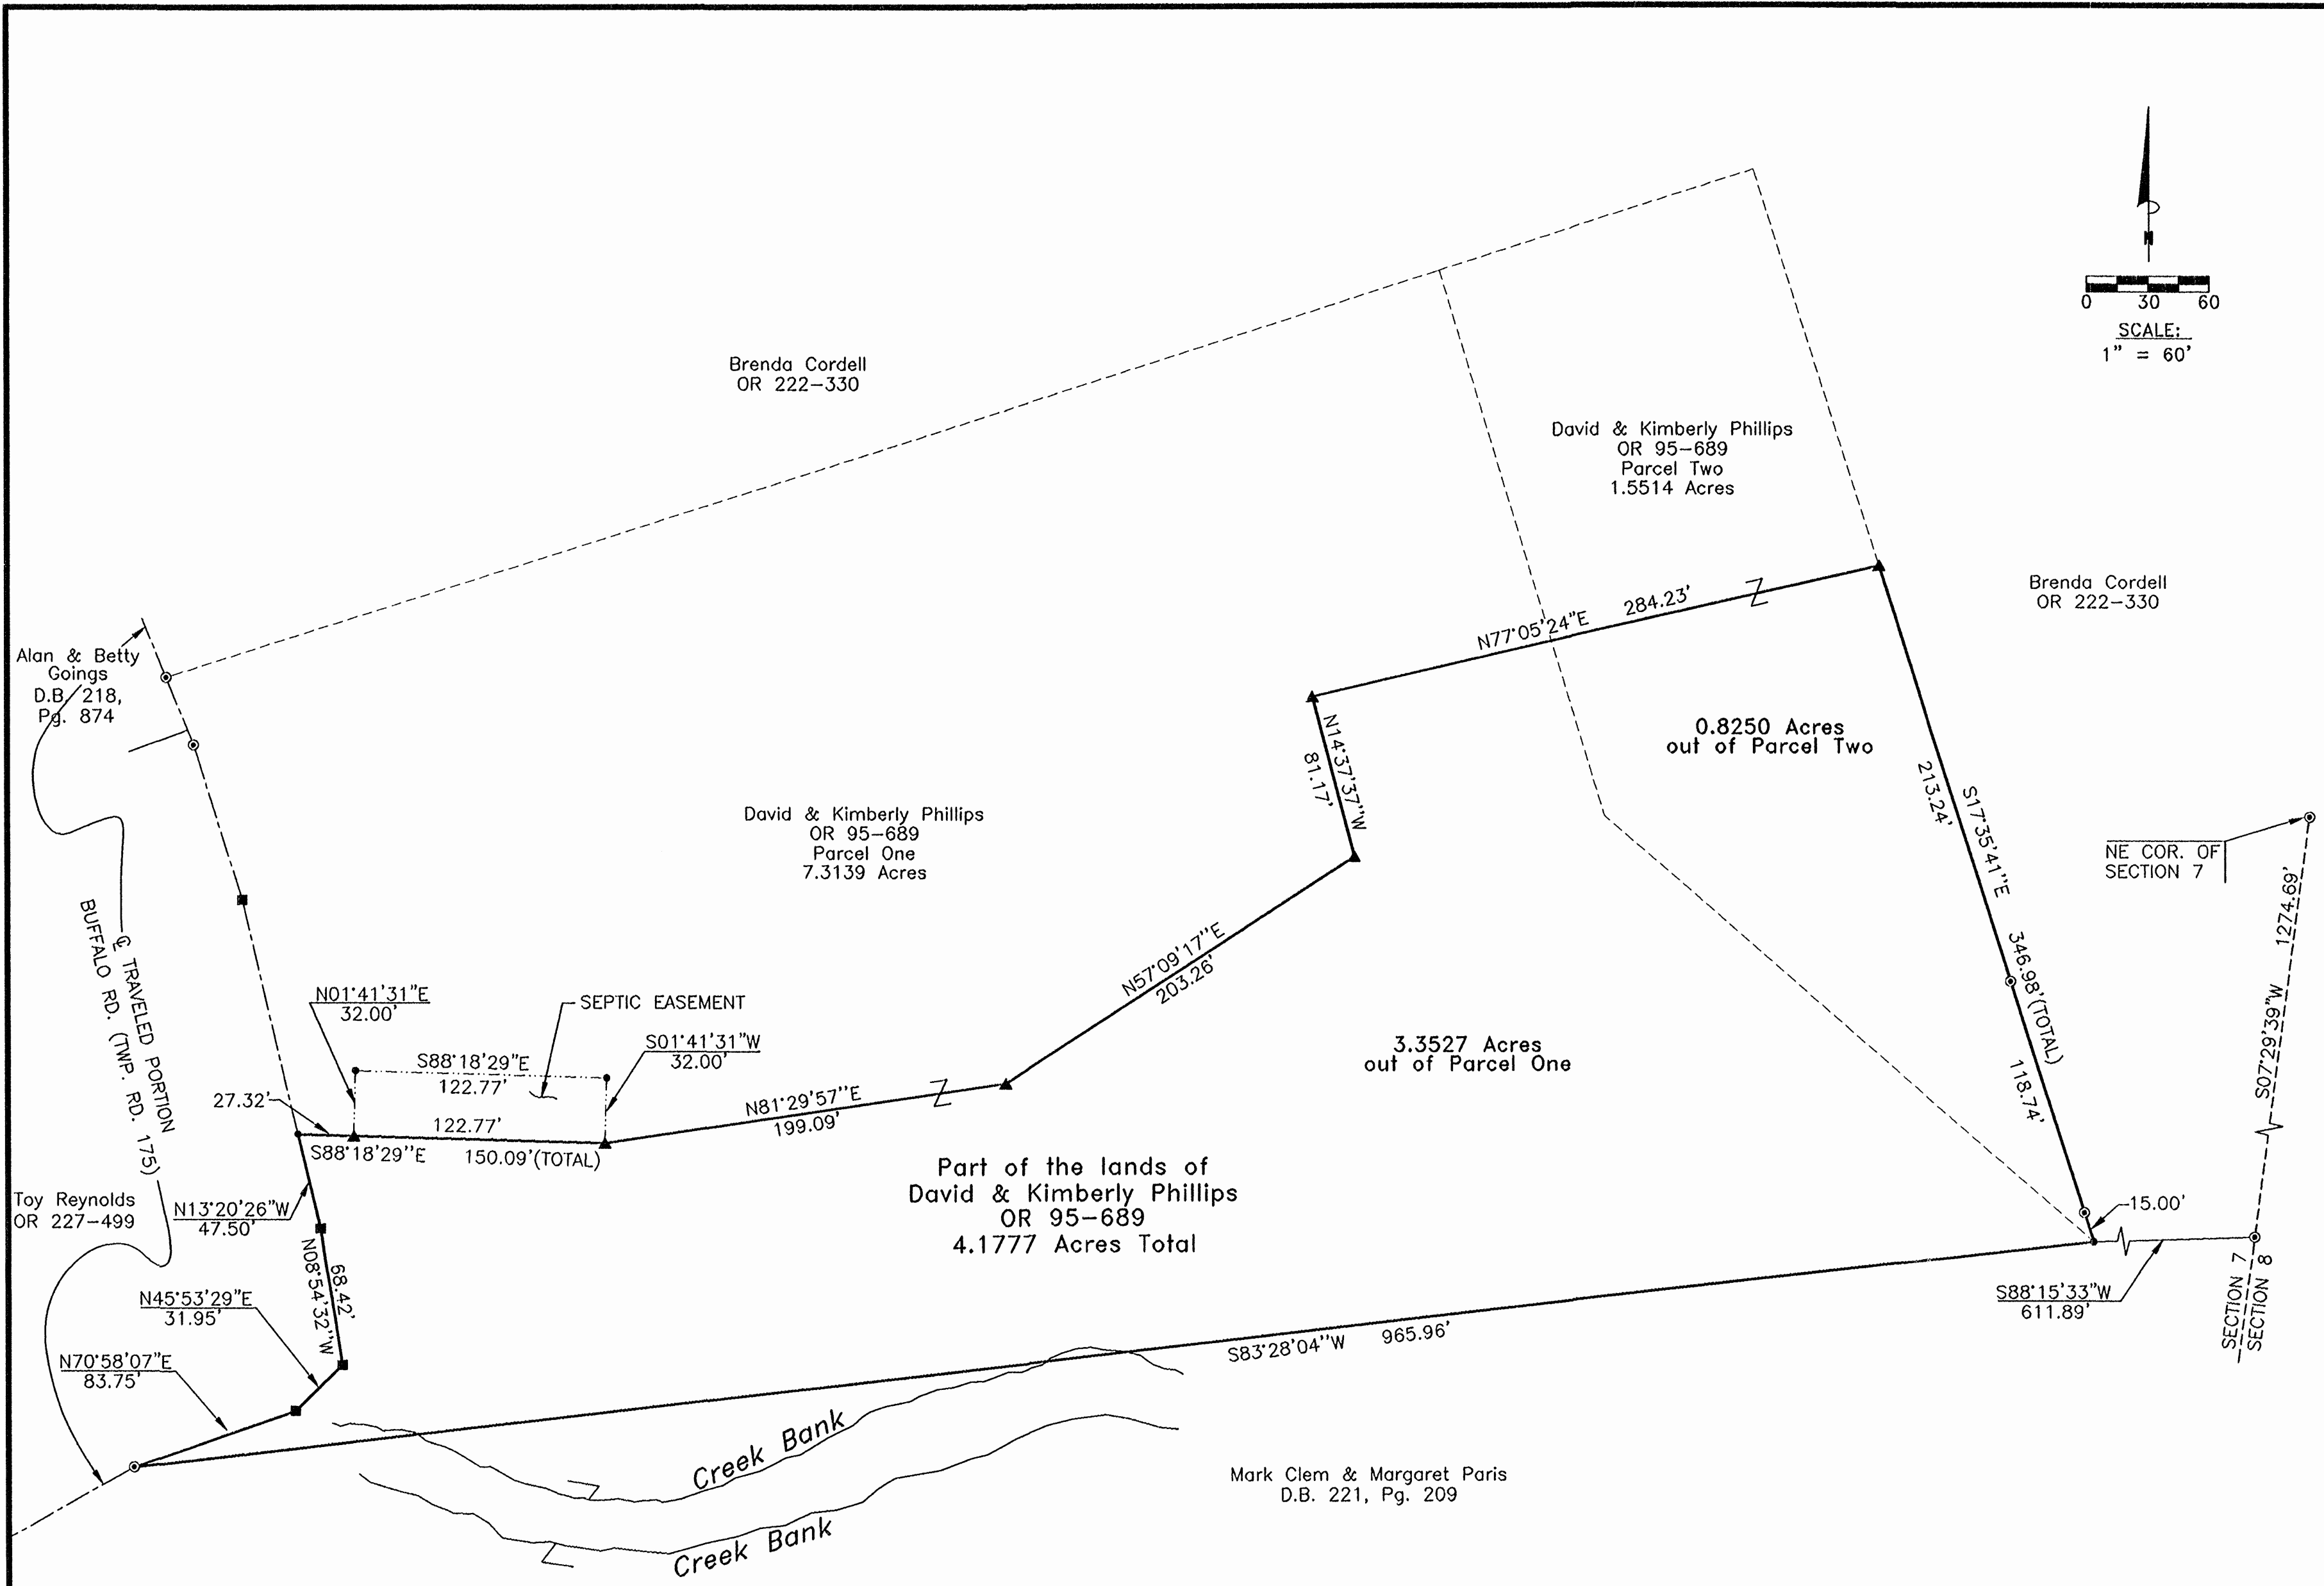 N
0 30 60
SCALE:
1" = 60'
Brenda Cordell
OR 222-330
David & Kimberly Phillips
OR 95-689
Parcel Two
1.5514 Acres
Brenda Cordell
OR 222-330
N77°05'24"E 284.23'
Alan & Betty
Goings
D.B. 218,
Pg. 874
0.8250 Acres
out of Parcel Two
N14°37'37"W
81.17'
S17°35'41"E 346.98'(TOTAL)
213.24'
118.74'
15.00'
David & Kimberly Phillips
OR 95-689
Parcel One
7.3139 Acres
NE COR. OF
SECTION 7
S07°29'39"W 1274.69'
℄ TRAVELED PORTION
BUFFALO RD. (TWP. RD. 175)
N57°09'17"E
203.26'
N01°41'31"E
32.00'
SEPTIC EASEMENT
S88°18'29"E
122.77'
S01°41'31"W
32.00'
3.3527 Acres
out of Parcel One
27.32'
122.77'
S88°18'29"E 150.09'(TOTAL)
N81°29'57"E
199.09'
Part of the lands of
David & Kimberly Phillips
OR 95-689
4.1777 Acres Total
Toy Reynolds
OR 227-499
N13°20'26"W
47.50'
68.42'
N08°54'32"W
N45°53'29"E
31.95'
N70°58'07"E
83.75'
S88°15'33"W
611.89'
SECTION 7
SECTION 8
S83°28'04"W 965.96'
Creek Bank
Creek Bank
Mark Clem & Margaret Paris
D.B. 221, Pg. 209